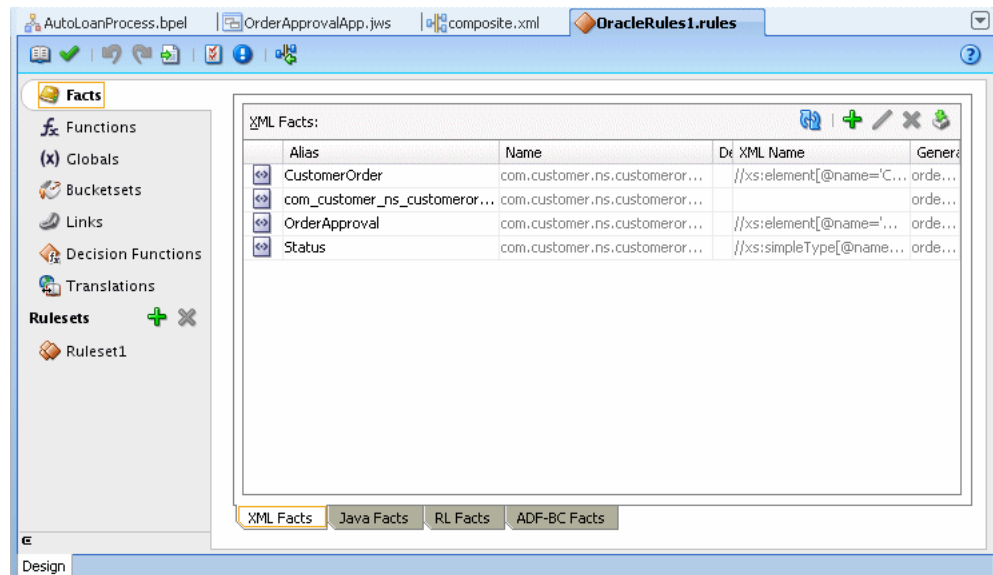 AutoLoanProcess.bpel OrderApprovalApp.jws composite.xml OracleRules1.rules
Facts
Functions
(x) Globals
Bucketsets
Links
Decision Functions
Translations
Rulesets
Ruleset1
XML Facts:
Alias Name De XML Name Genera
CustomerOrder com.customer.ns.customeror... //xs:element[@name='C... orde...
com_customer_ns_customeror... com.customer.ns.customeror... orde...
OrderApproval com.customer.ns.customeror... //xs:element[@name='... orde...
Status com.customer.ns.customeror... //xs:simpleType[@name... orde...
XML Facts Java Facts RL Facts ADF-BC Facts
Design